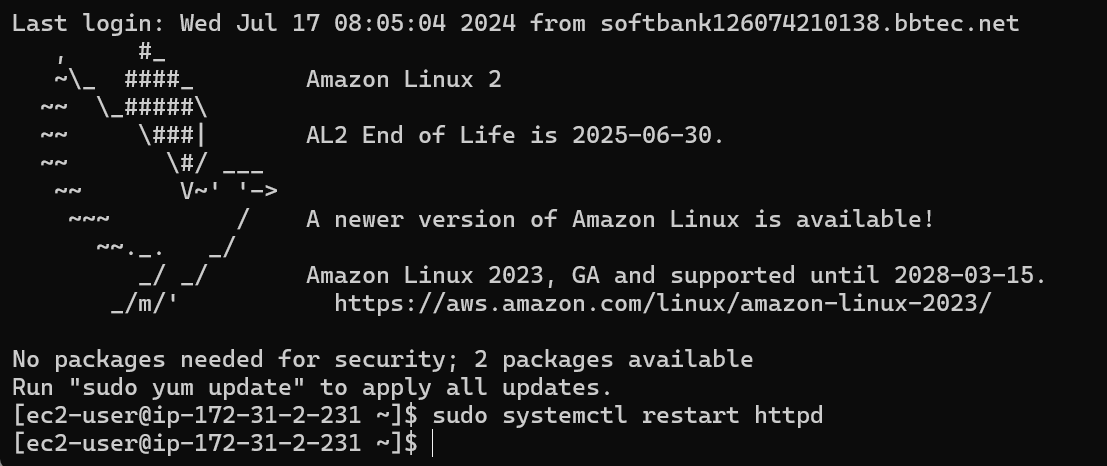 Last login: Wed Jul 17 08:05:04 2024 from softbank126074210138.bbtec.net
   ,     #_
   ~\_  ####_        Amazon Linux 2
  ~~  \_#####\
  ~~     \###|       AL2 End of Life is 2025-06-30.
  ~~       \#/ ___
   ~~       V~' '->
    ~~~         /    A newer version of Amazon Linux is available!
      ~~._.   _/
         _/ _/       Amazon Linux 2023, GA and supported until 2028-03-15.
       _/m/'           https://aws.amazon.com/linux/amazon-linux-2023/

No packages needed for security; 2 packages available
Run "sudo yum update" to apply all updates.
[ec2-user@ip-172-31-2-231 ~]$ sudo systemctl restart httpd
[ec2-user@ip-172-31-2-231 ~]$